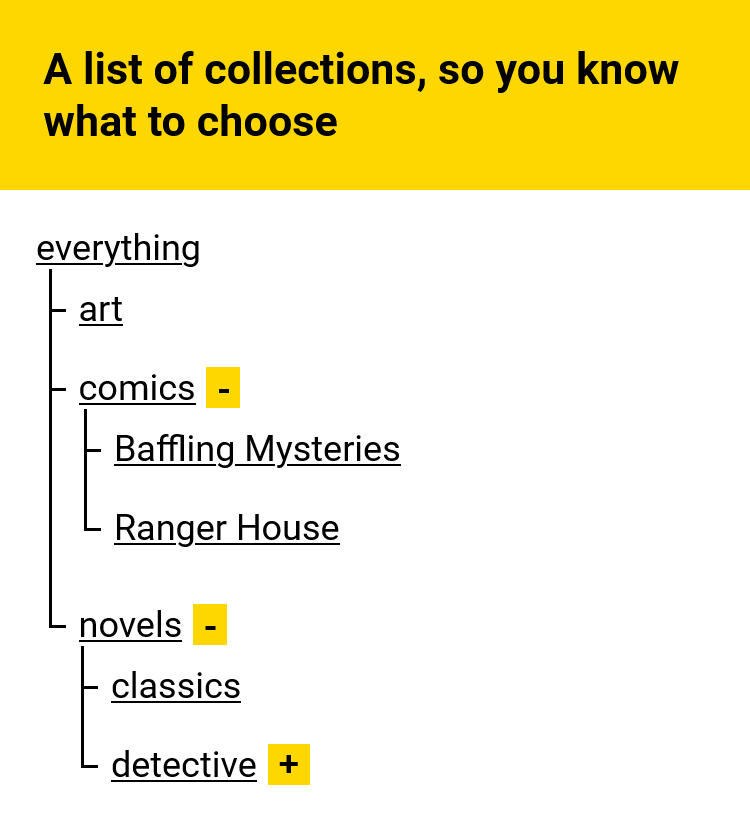 A list of collections, so you know
what to choose
everything
art
comics -
Baffling Mysteries
Ranger House
novels -
classics
detective +